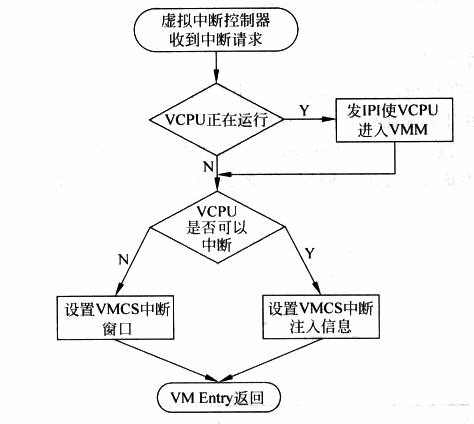 虚拟中断控制器
收到中断请求
VCPU正在运行
Y
发IPI使VCPU
进入VMM
N
VCPU
是否可以
中断
N
Y
设置VMCS中断
窗口
设置VMCS中断
注入信息
VM Entry返回